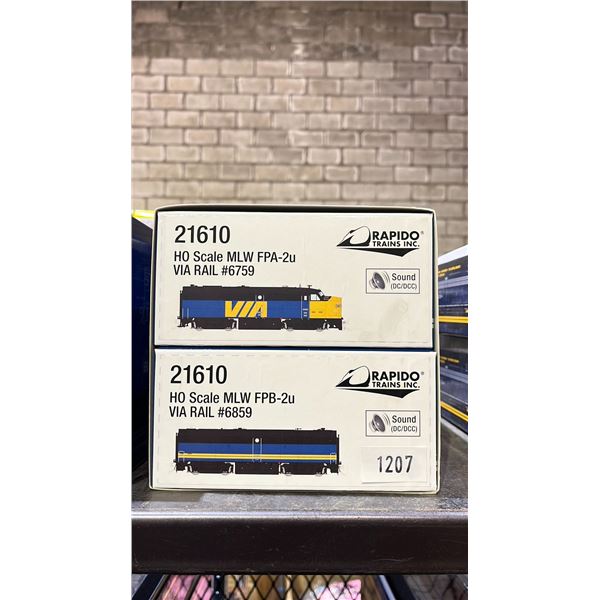 21610
HO Scale MLW FPA-2u
VIA RAIL #6759
RAPIDO®
TRAINS INC.
Sound
(DC/DCC)
VIA
21610
HO Scale MLW FPB-2u
VIA RAIL #6859
RAPIDO®
TRAINS INC.
Sound
(DC/DCC)
1207